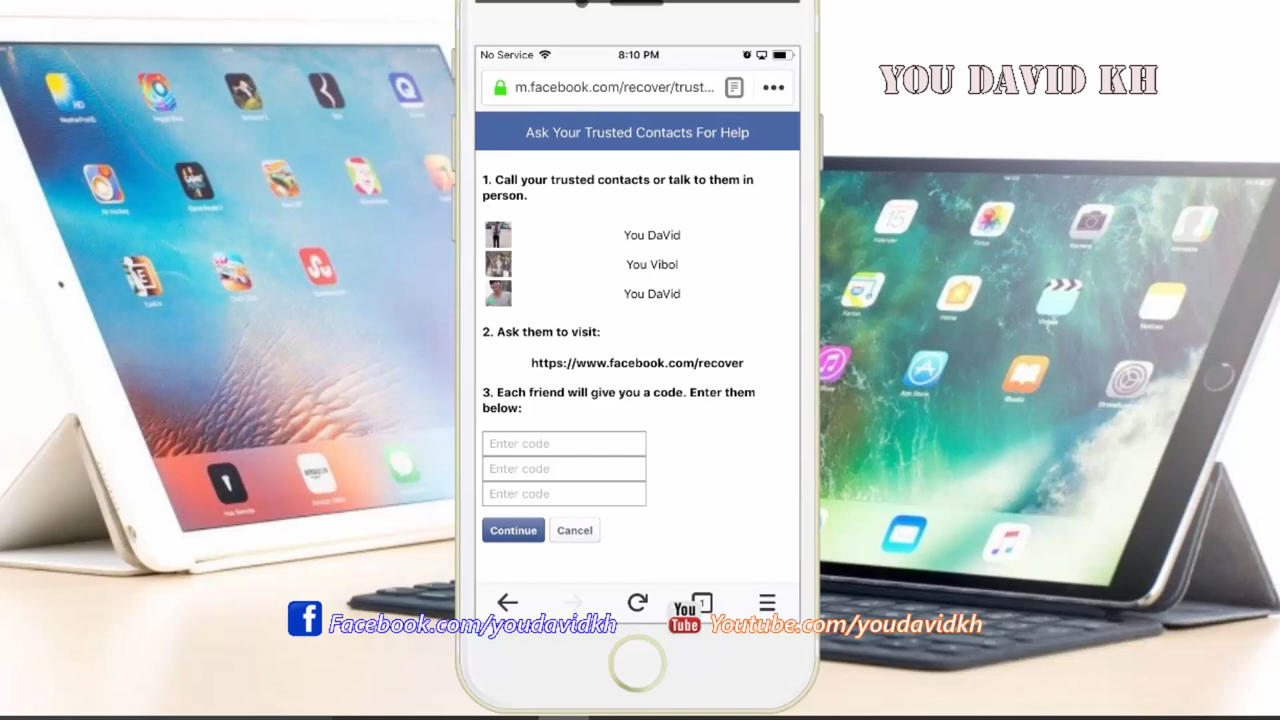 YOU DAVID KH
No Service
8:10 PM
m.facebook.com/recover/trust...
Ask Your Trusted Contacts For Help
1. Call your trusted contacts or talk to them in
person.
You DaVid
You Vibol
You DaVid
2. Ask them to visit:
https://www.facebook.com/recover
3. Each friend will give you a code. Enter them
below:
Enter code
Enter code
Enter code
Continue
Cancel
1
Facebook.com/youdavidkh
You
Tube
Youtube.com/youdavidkh